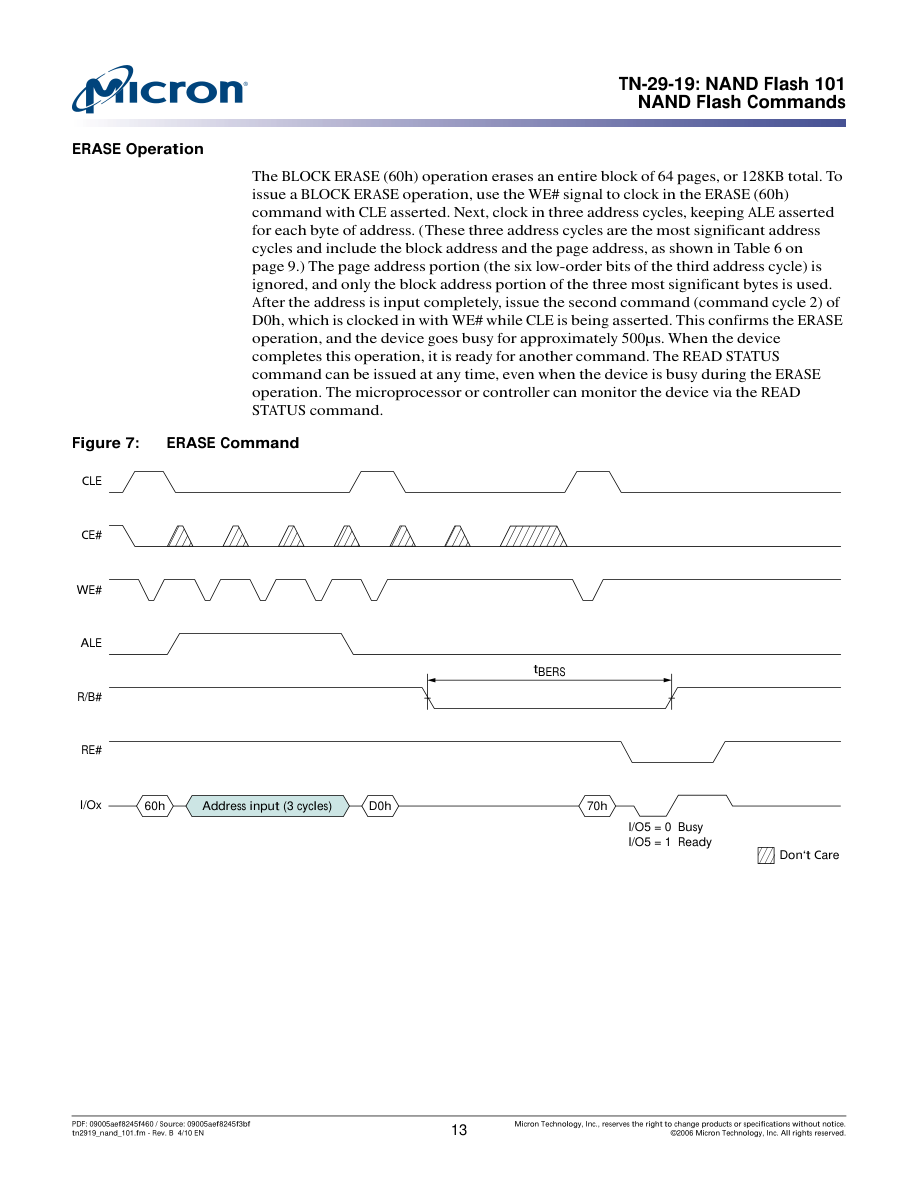 Micron®
TN-29-19: NAND Flash 101
NAND Flash Commands
ERASE Operation
The BLOCK ERASE (60h) operation erases an entire block of 64 pages, or 128KB total. To
issue a BLOCK ERASE operation, use the WE# signal to clock in the ERASE (60h)
command with CLE asserted. Next, clock in three address cycles, keeping ALE asserted
for each byte of address. (These three address cycles are the most significant address
cycles and include the block address and the page address, as shown in Table 6 on
page 9.) The page address portion (the six low-order bits of the third address cycle) is
ignored, and only the block address portion of the three most significant bytes is used.
After the address is input completely, issue the second command (command cycle 2) of
D0h, which is clocked in with WE# while CLE is being asserted. This confirms the ERASE
operation, and the device goes busy for approximately 500µs. When the device
completes this operation, it is ready for another command. The READ STATUS
command can be issued at any time, even when the device is busy during the ERASE
operation. The microprocessor or controller can monitor the device via the READ
STATUS command.
Figure 7: ERASE Command
CLE
CE#
WE#
ALE
tBERS
R/B#
RE#
I/Ox 60h Address input (3 cycles) D0h 70h
I/O5 = 0 Busy
I/O5 = 1 Ready
Don't Care
PDF: 09005aef8245f460 / Source: 09005aef8245f3bf
tn2919_nand_101.fm - Rev. B 4/10 EN
13
Micron Technology, Inc., reserves the right to change products or specifications without notice.
©2006 Micron Technology, Inc. All rights reserved.